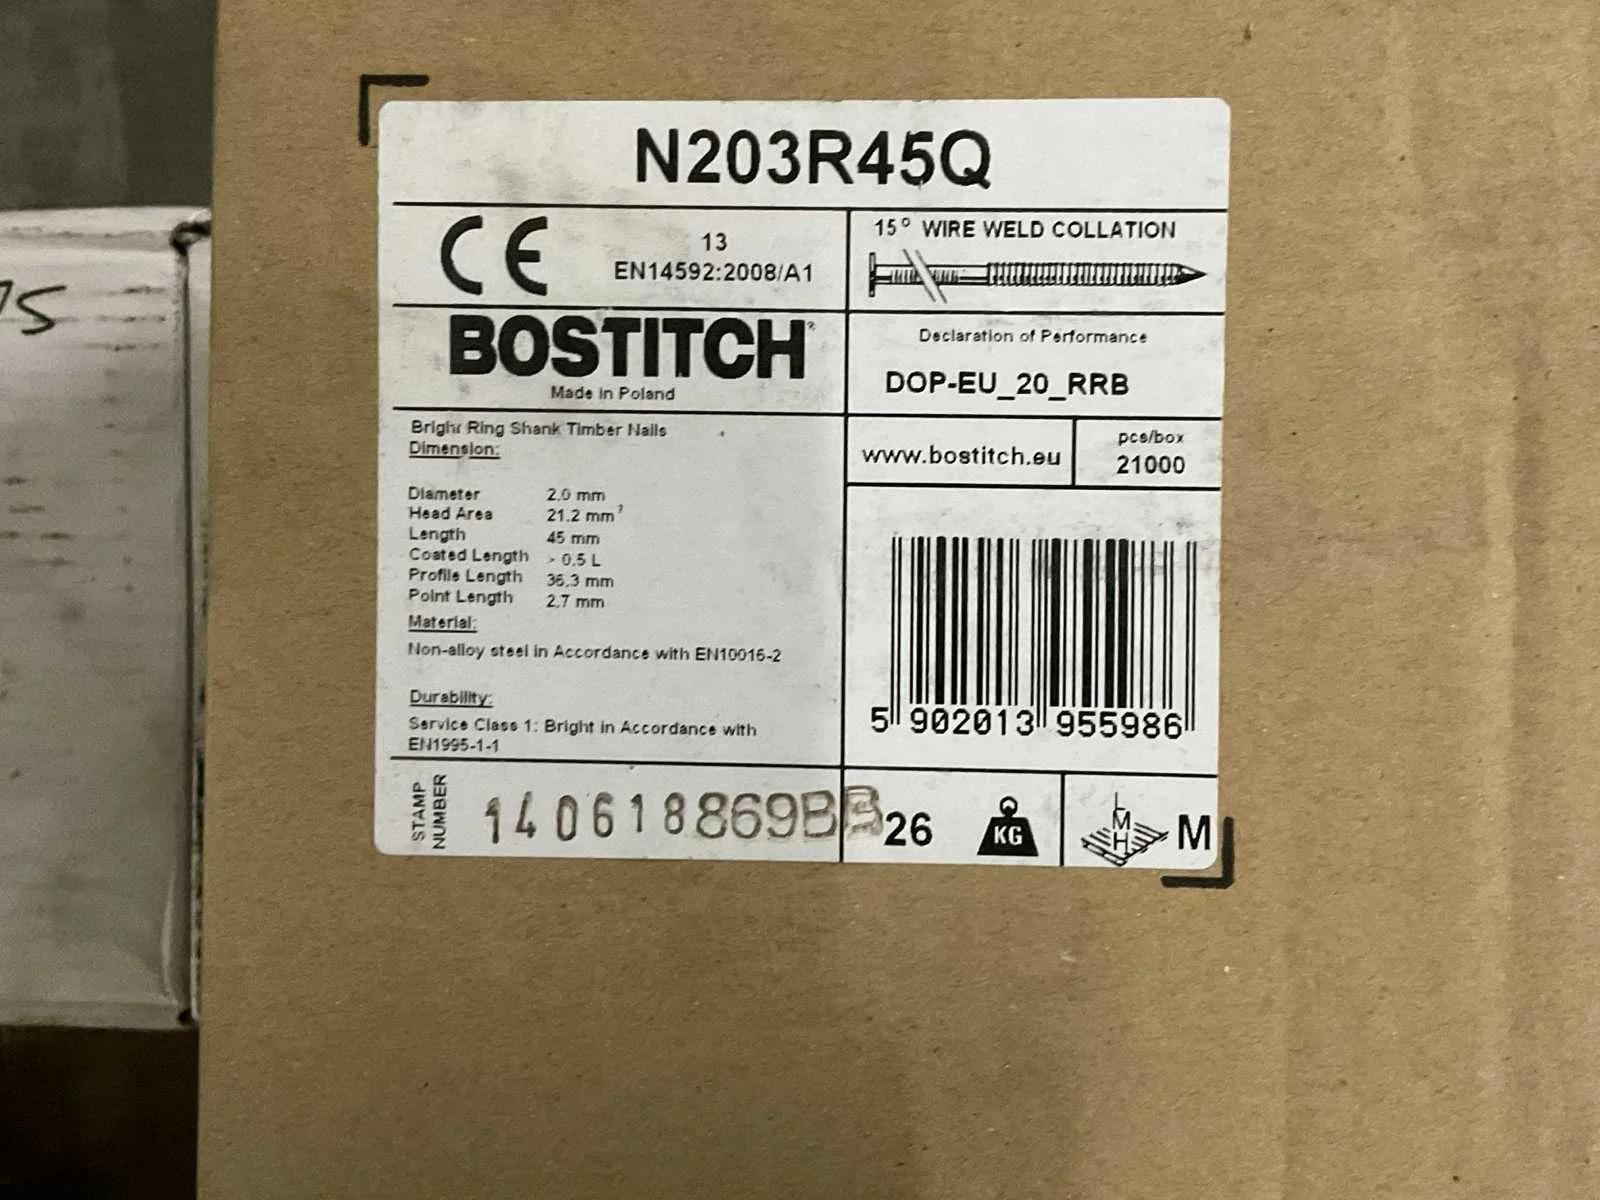 N203R45Q
CE
13
EN14592:2008/A1
15° WIRE WELD COLLATION
BOSTITCH®
Made in Poland
Declaration of Performance
DOP-EU_20_RRB
www.bostitch.eu
pcs/box
21000
Bright Ring Shank Timber Nails
Dimension:
Diameter 2.0 mm
Head Area 21.2 mm²
Length 45 mm
Coated Length > 0,5 L
Profile Length 36,3 mm
Point Length 2,7 mm
Material:
Non-alloy steel in Accordance with EN10016-2
Durability:
Service Class 1: Bright in Accordance with
EN1995-1-1
5 902013 955986
STAMP
NUMBER
140618869BB
26
KG
L
M
H
M